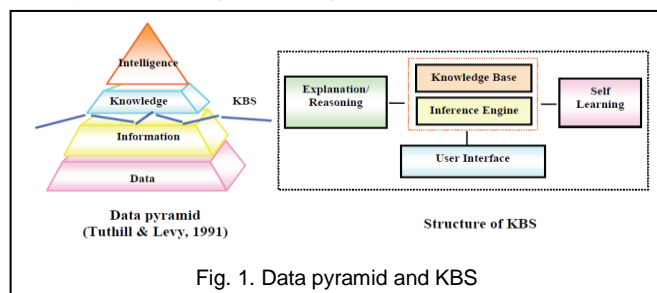 Intelligence
Knowledge
KBS
Information
Data
Data pyramid
(Tuthill & Levy, 1991)
Explanation/
Reasoning
Knowledge Base
Inference Engine
Self
Learning
User Interface
Structure of KBS
Fig. 1. Data pyramid and KBS